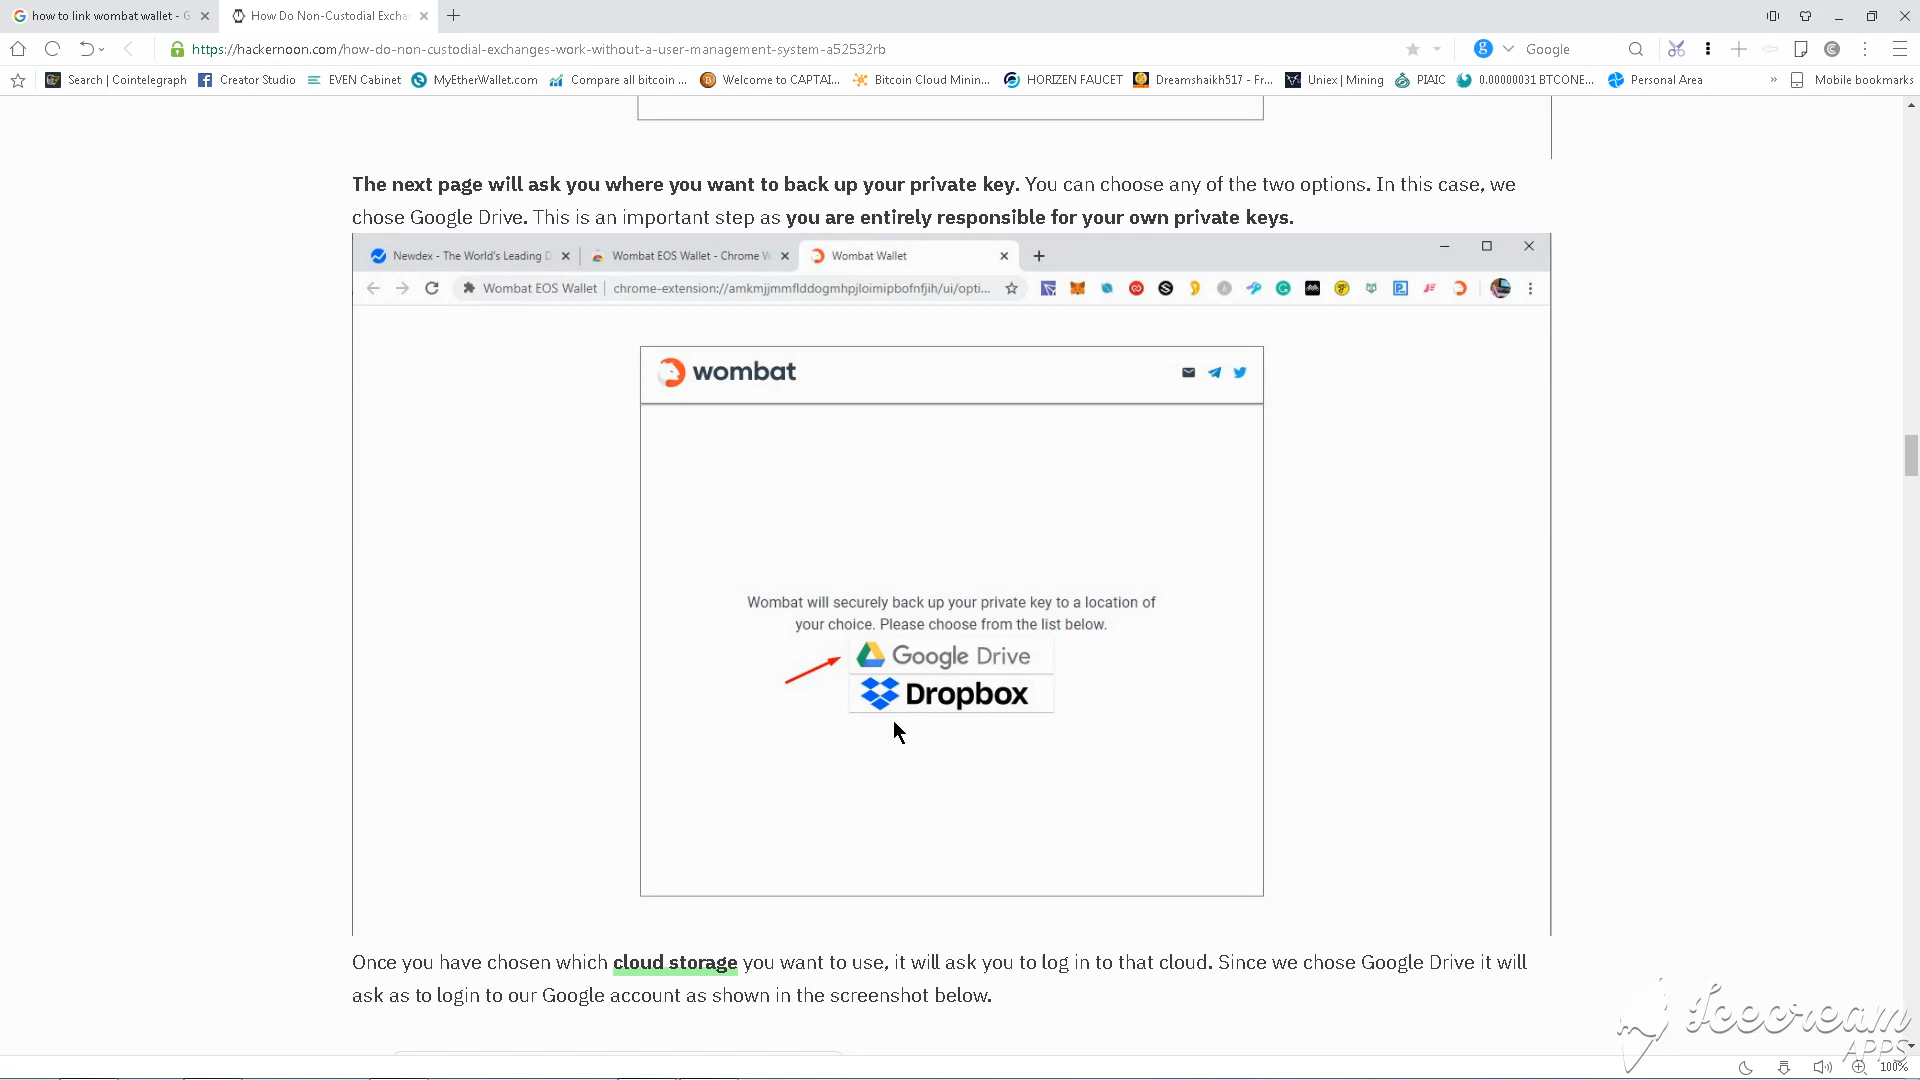 how to link wombat wallet - G
How Do Non-Custodial Excha
https://hackernoon.com/how-do-non-custodial-exchanges-work-without-a-user-management-system-a52532rb
Google
Search | Cointelegraph
Creator Studio
EVEN Cabinet
MyEtherWallet.com
Compare all bitcoin ...
Welcome to CAPTAI...
Bitcoin Cloud Minin...
HORIZEN FAUCET
Dreamshaikh517 - Fr...
Uniex | Mining
PIAIC
0.00000031 BTCONE...
Personal Area
»
Mobile bookmarks
The next page will ask you where you want to back up your private key. You can choose any of the two options. In this case, we
chose Google Drive. This is an important step as you are entirely responsible for your own private keys.
Newdex - The World's Leading D
Wombat EOS Wallet - Chrome W
Wombat Wallet
Wombat EOS Wallet | chrome-extension://amkmjjmmflddogmhpjloimipbofnfjih/ui/opti...
wombat
Wombat will securely back up your private key to a location of
your choice. Please choose from the list below.
Google Drive
Dropbox
Once you have chosen which cloud storage you want to use, it will ask you to log in to that cloud. Since we chose Google Drive it will
ask as to login to our Google account as shown in the screenshot below.
Icecream
APPS
100%